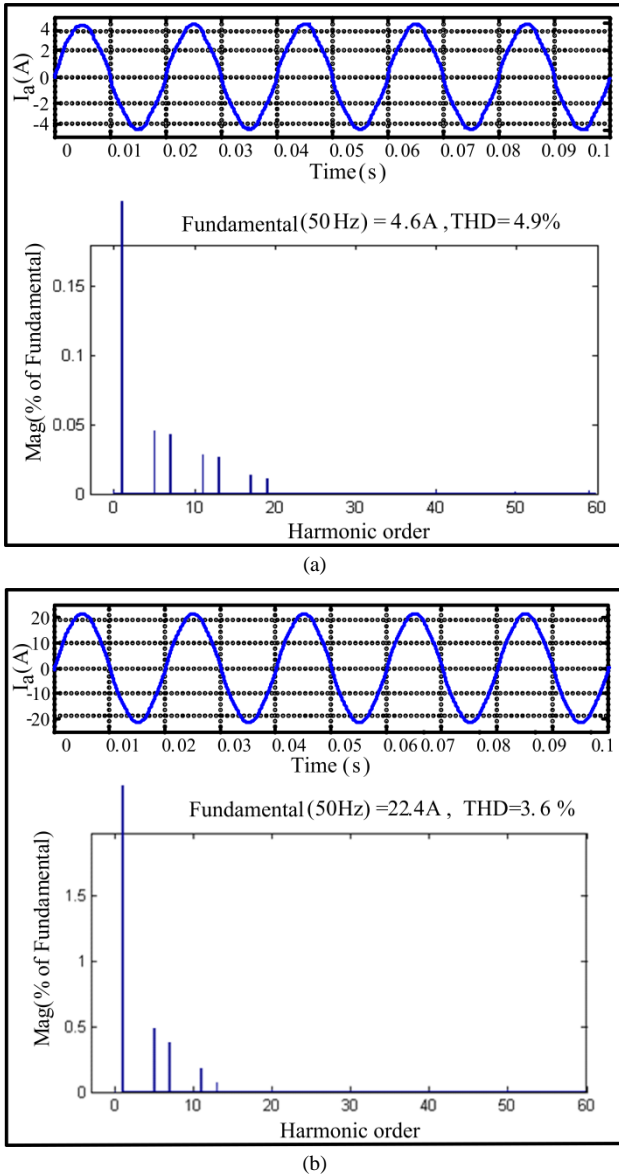 4
2
0
-2
-4
I_a(A)
0 0.01 0.02 0.03 0.04 0.05 0.06 0.07 0.08 0.09 0.1
Time(s)
Fundamental(50Hz) = 4.6A ,THD=4.9%
Mag(% of Fundamental)
0.15
0.1
0.05
0
0 10 20 30 40 50 60
Harmonic order
(a)
20
10
0
-10
-20
I_a(A)
0 0.01 0.02 0.03 0.04 0.05 0.06 0.07 0.08 0.09 0.1
Time (s)
Fundamental(50Hz)=22.4A , THD=3.6 %
Mag(% of Fundamental)
1.5
1
0.5
0
0 10 20 30 40 50 60
Harmonic order
(b)